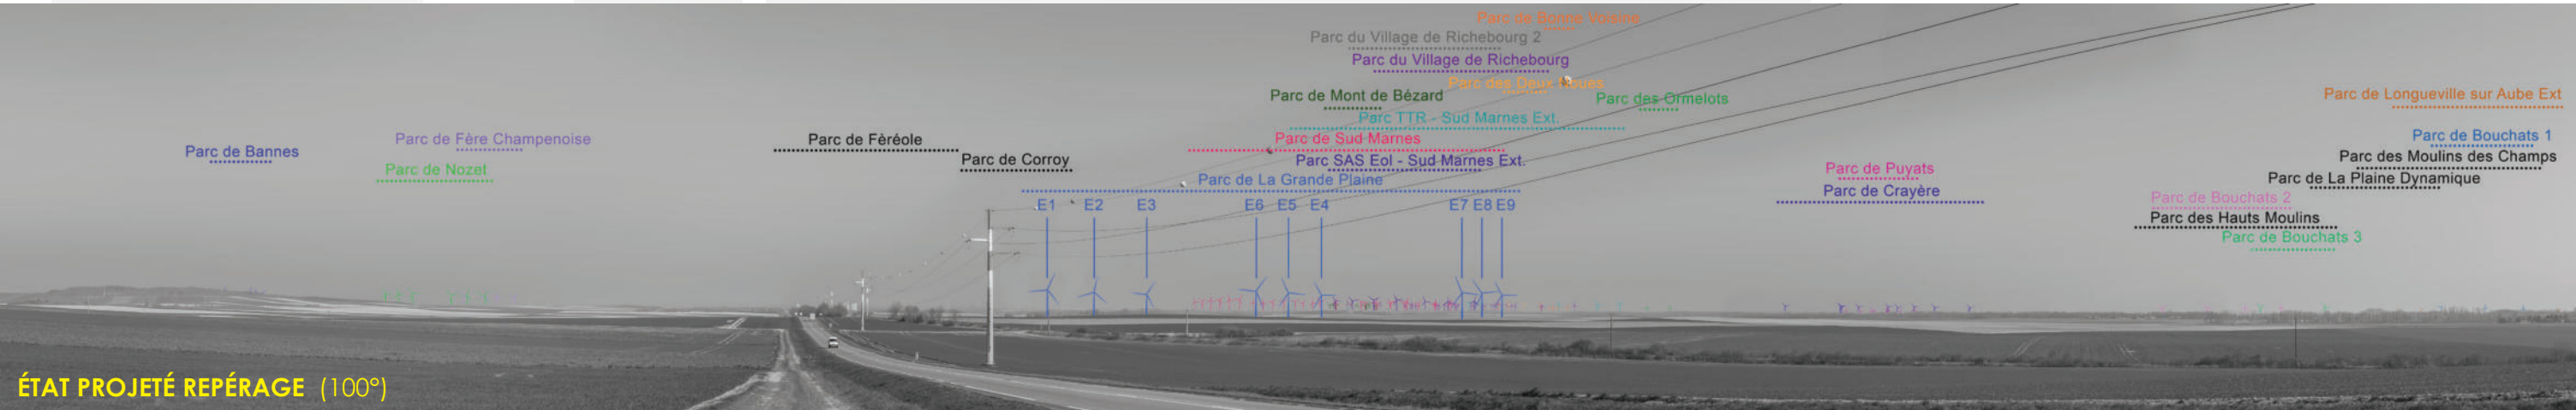 Parc de Bonne Voisine
Parc du Village de Richebourg 2
Parc du Village de Richebourg
Parc des Deux Noues
Parc de Mont de Bézard
Parc des Ormelots
Parc de Longueville sur Aube Ext
Parc TTR - Sud Marnes Ext.
Parc de Fère Champenoise
Parc de Fèréole
Parc de Sud Marnes
Parc de Bouchats 1
Parc de Bannes
Parc de Corroy
Parc SAS Eol - Sud Marnes Ext.
Parc des Moulins des Champs
Parc de Nozet
Parc de Puyats
Parc de La Grande Plaine
Parc de La Plaine Dynamique
Parc de Crayère
Parc de Bouchats 2
E1 E2 E3 E6 E5 E4 E7 E8 E9
Parc des Hauts Moulins
Parc de Bouchats 3
ÉTAT PROJETÉ REPÉRAGE (100°)